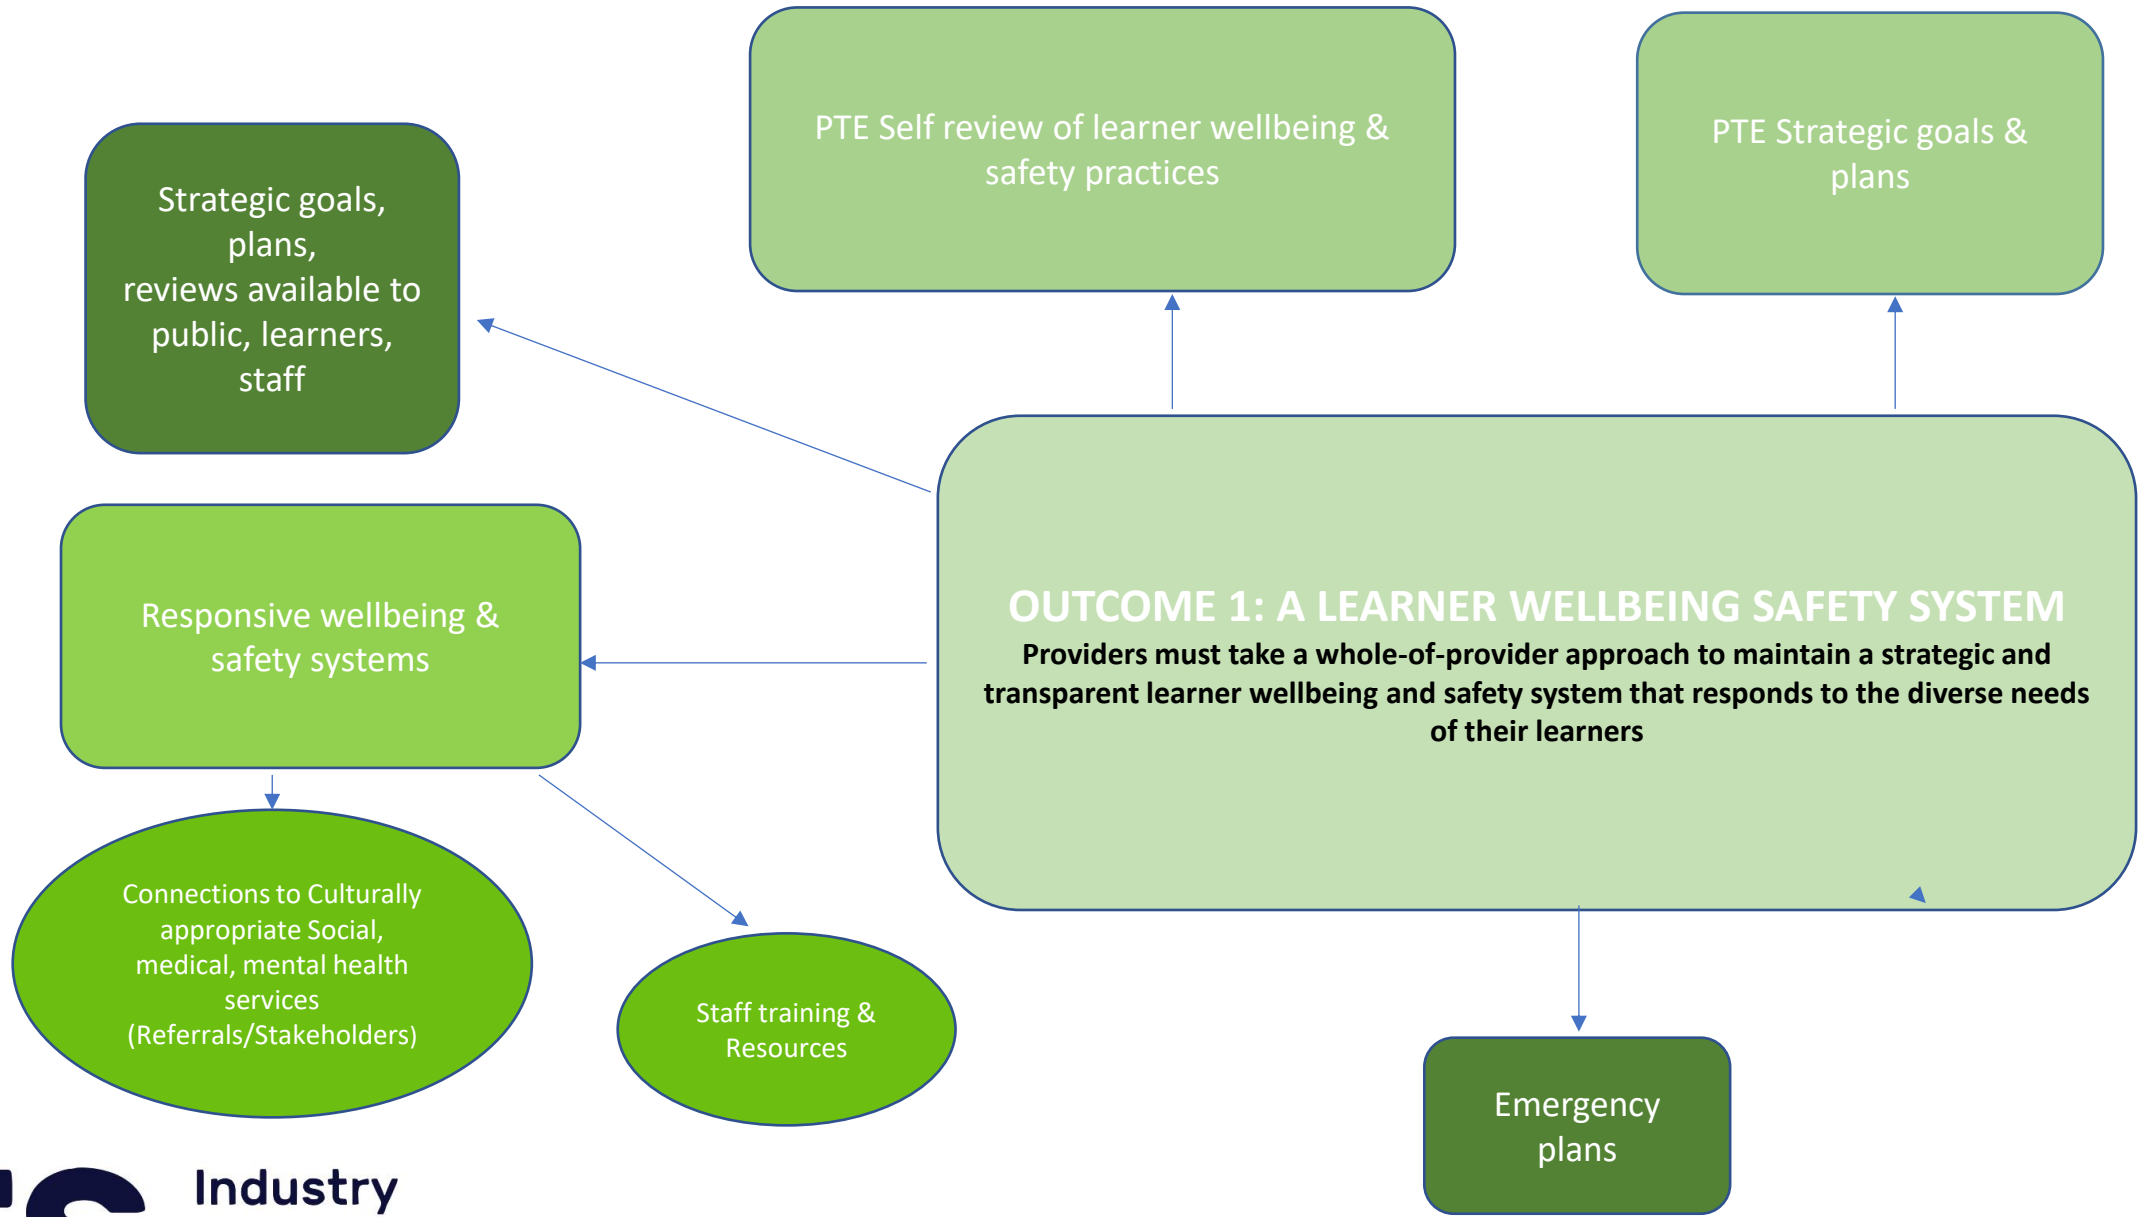 PTE Self review of learner wellbeing &
safety practices
PTE Strategic goals &
plans
Strategic goals,
plans,
reviews available to
public, learners,
staff
OUTCOME 1: A LEARNER WELLBEING SAFETY SYSTEM
Providers must take a whole-of-provider approach to maintain a strategic and
transparent learner wellbeing and safety system that responds to the diverse needs
of their learners
Responsive wellbeing &
safety systems
Connections to Culturally
appropriate Social,
medical, mental health
services
(Referrals/Stakeholders)
Staff training &
Resources
Emergency
plans
Industry